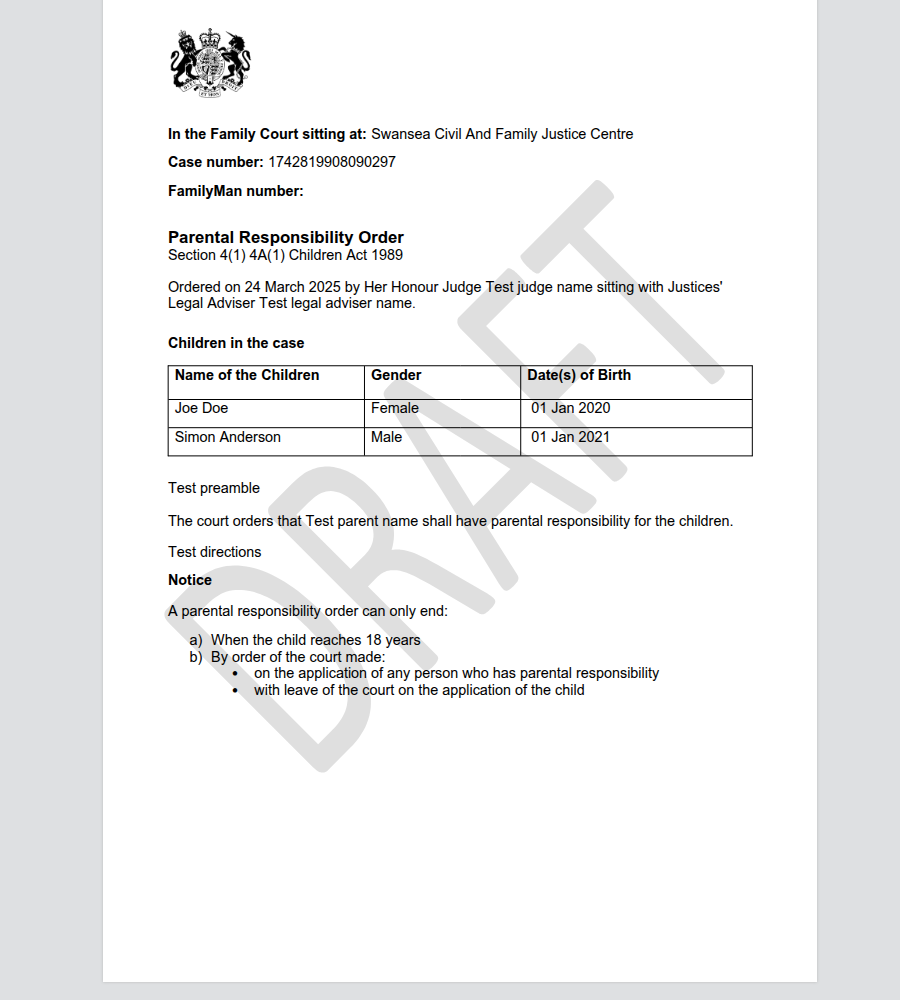 In the Family Court sitting at: Swansea Civil And Family Justice Centre
Case number: 1742819908090297
FamilyMan number:
Parental Responsibility Order
Section 4(1) 4A(1) Children Act 1989
Ordered on 24 March 2025 by Her Honour Judge Test judge name sitting with Justices'
Legal Adviser Test legal adviser name.
Children in the case
Name of the Children Gender Date(s) of Birth
Joe Doe Female 01 Jan 2020
Simon Anderson Male 01 Jan 2021
Test preamble
The court orders that Test parent name shall have parental responsibility for the children.
Test directions
Notice
A parental responsibility order can only end:
a) When the child reaches 18 years
b) By order of the court made:
• on the application of any person who has parental responsibility
• with leave of the court on the application of the child
DRAFT